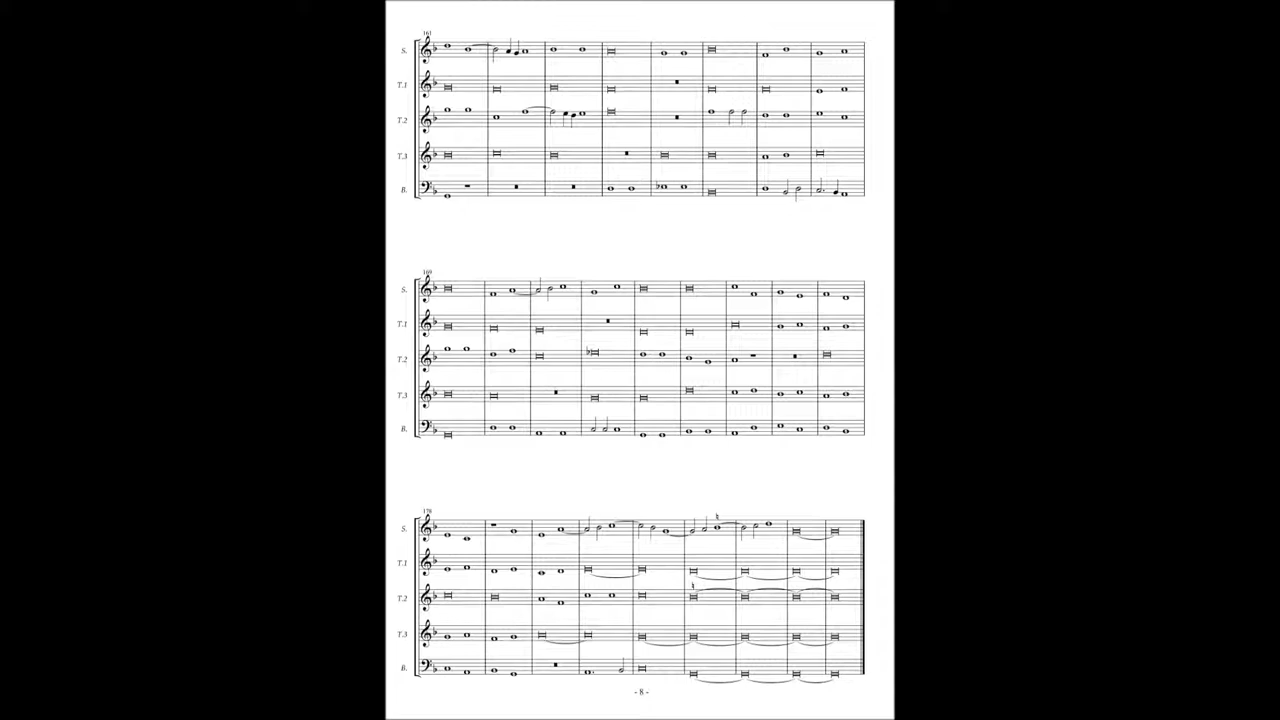 161
S.
T.1
T.2
T.3
B.
169
S.
T.1
T.2
T.3
B.
178
S.
T.1
T.2
T.3
B.
- 8 -